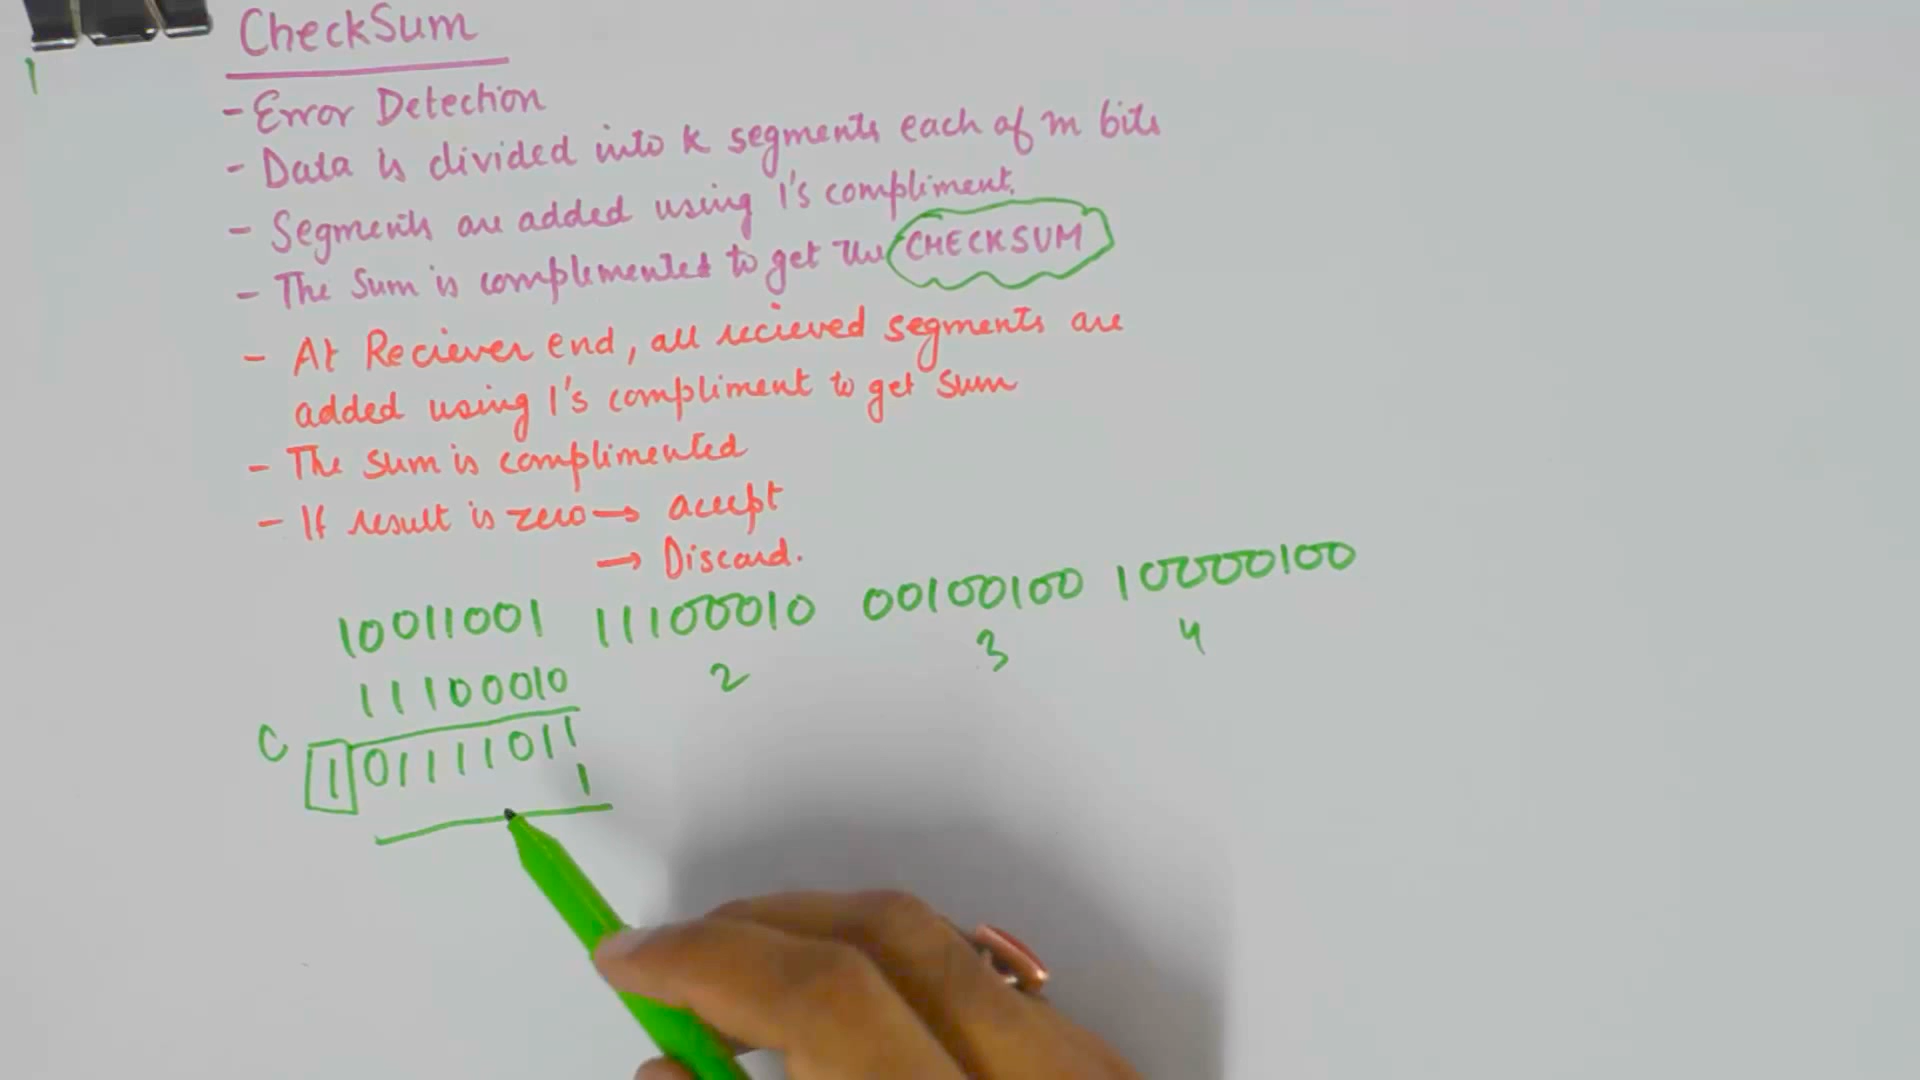 CheckSum
1
- Error Detection
- Data is divided into k segments each of m bits
- Segments are added using 1's compliment.
- The Sum is complemented to get the CHECKSUM
- At Reciever end, all recieved segments are
added using 1's compliment to get sum
- The sum is complimented
- If result is zero → accept
→ Discard.
10011001 11100010 00100100 100000100
2 3 4
11100010
C 1 01111011
1